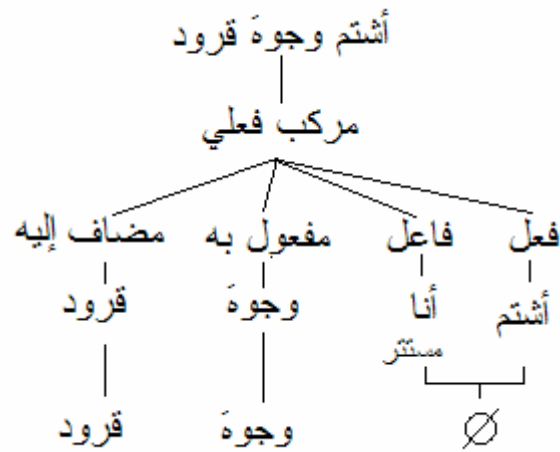 أشتم وجوهَ قرود
مركب فعلي
فعل فاعل مفعول به مضاف إليه
أشتم أنا وجوهَ قرود
مستتر
∅ وجوهَ قرود